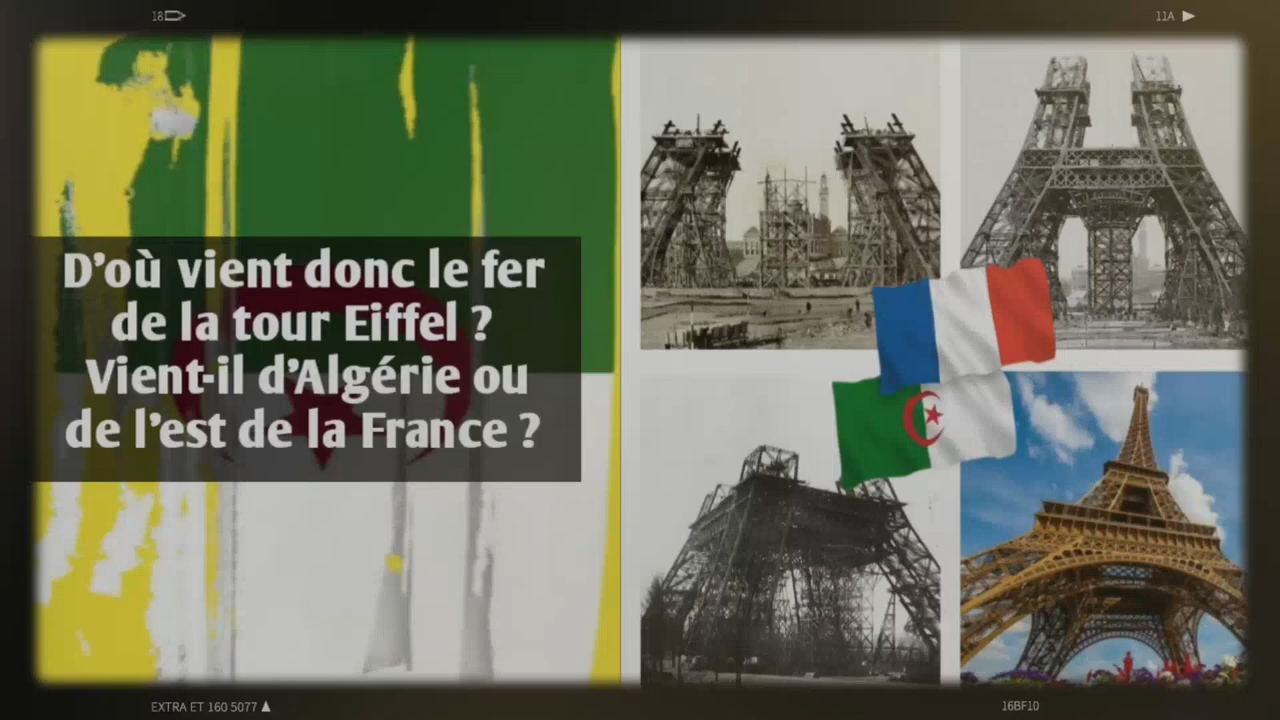 18
11A
D'où vient donc le fer
de la tour Eiffel ?
Vient-il d'Algérie ou
de l'est de la France ?
EXTRA ET 160 5077
16BF10